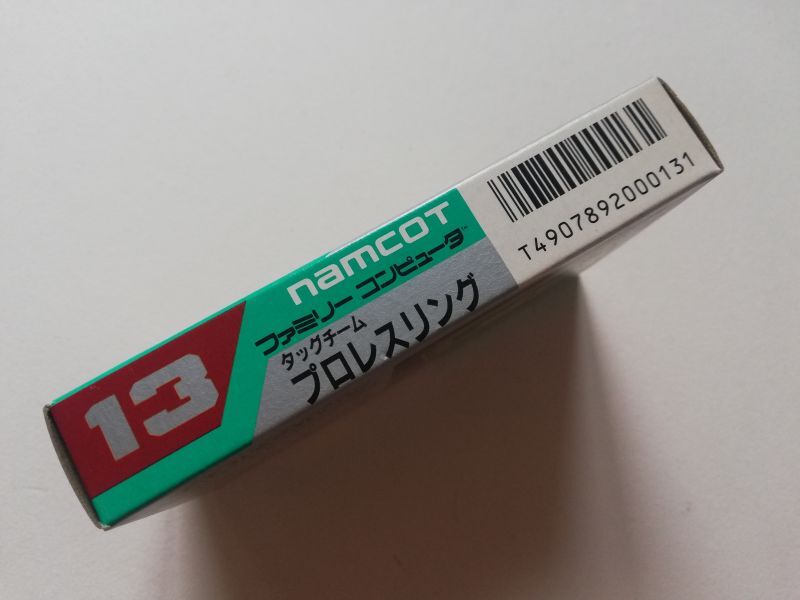 13
namcot
ファミリー コンピュータ™
タッグチーム
プロレスリング
T4907892000131